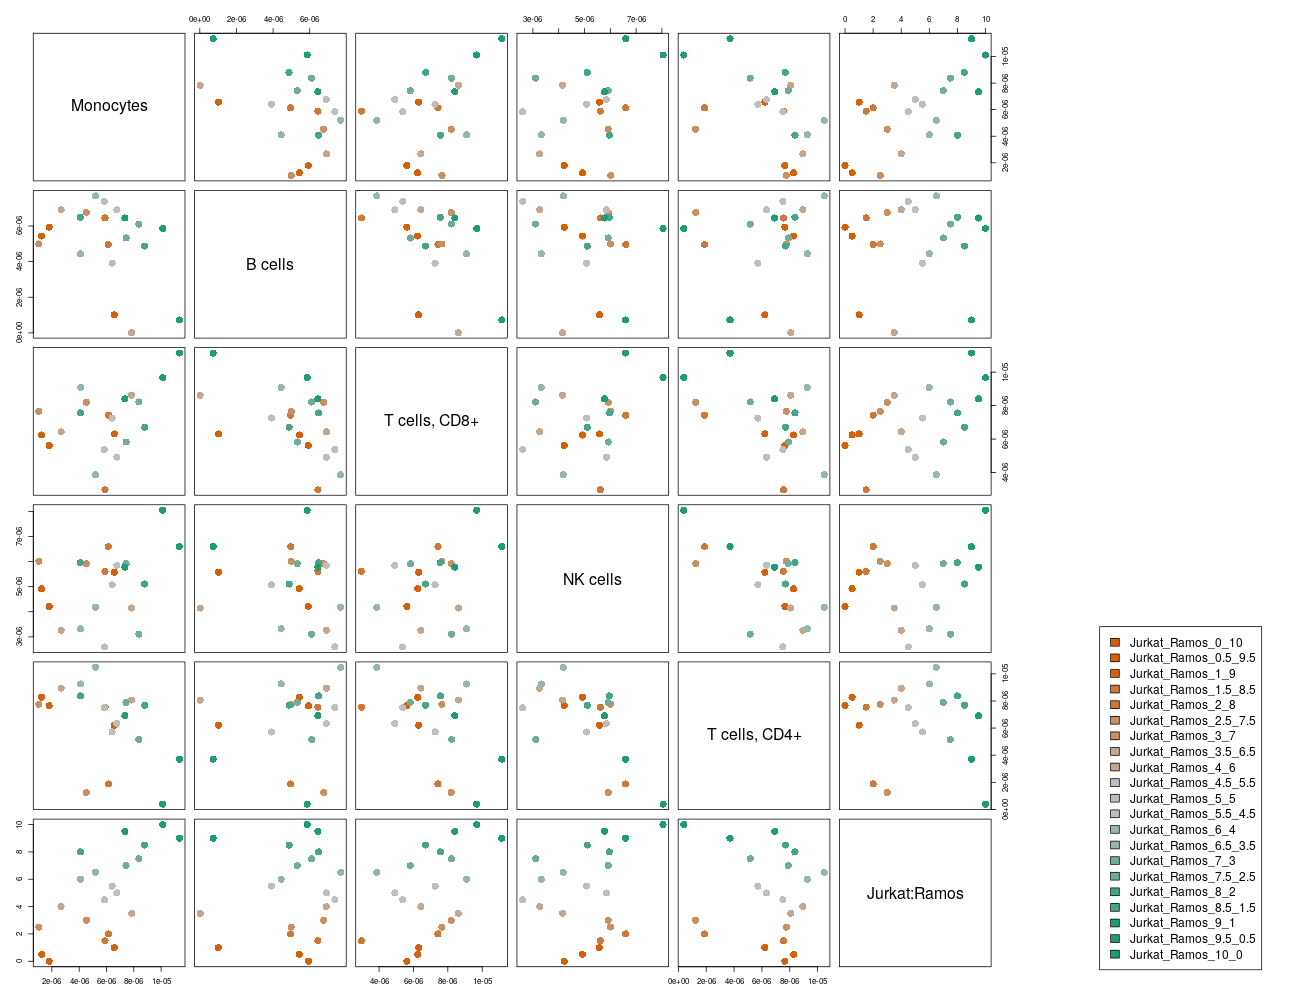 0e+00 2e-06 4e-06 6e-06
3e-06 5e-06 7e-06
0 2 4 6 8 10
Monocytes
2e-06 4e-06 6e-06 8e-06 1e-05
0e+00 2e-06 4e-06 6e-06
B cells
T cells, CD8+
4e-06 6e-06 8e-06 1e-05
3e-06 5e-06 7e-06
NK cells
T cells, CD4+
0e+00 2e-06 4e-06 6e-06 8e-06 1e-05
0 2 4 6 8 10
Jurkat:Ramos
2e-06 4e-06 6e-06 8e-06 1e-05
4e-06 6e-06 8e-06 1e-05
0e+00 2e-06 4e-06 6e-06 8e-06 1e-05
Jurkat_Ramos_0_10
Jurkat_Ramos_0.5_9.5
Jurkat_Ramos_1_9
Jurkat_Ramos_1.5_8.5
Jurkat_Ramos_2_8
Jurkat_Ramos_2.5_7.5
Jurkat_Ramos_3_7
Jurkat_Ramos_3.5_6.5
Jurkat_Ramos_4_6
Jurkat_Ramos_4.5_5.5
Jurkat_Ramos_5_5
Jurkat_Ramos_5.5_4.5
Jurkat_Ramos_6_4
Jurkat_Ramos_6.5_3.5
Jurkat_Ramos_7_3
Jurkat_Ramos_7.5_2.5
Jurkat_Ramos_8_2
Jurkat_Ramos_8.5_1.5
Jurkat_Ramos_9_1
Jurkat_Ramos_9.5_0.5
Jurkat_Ramos_10_0